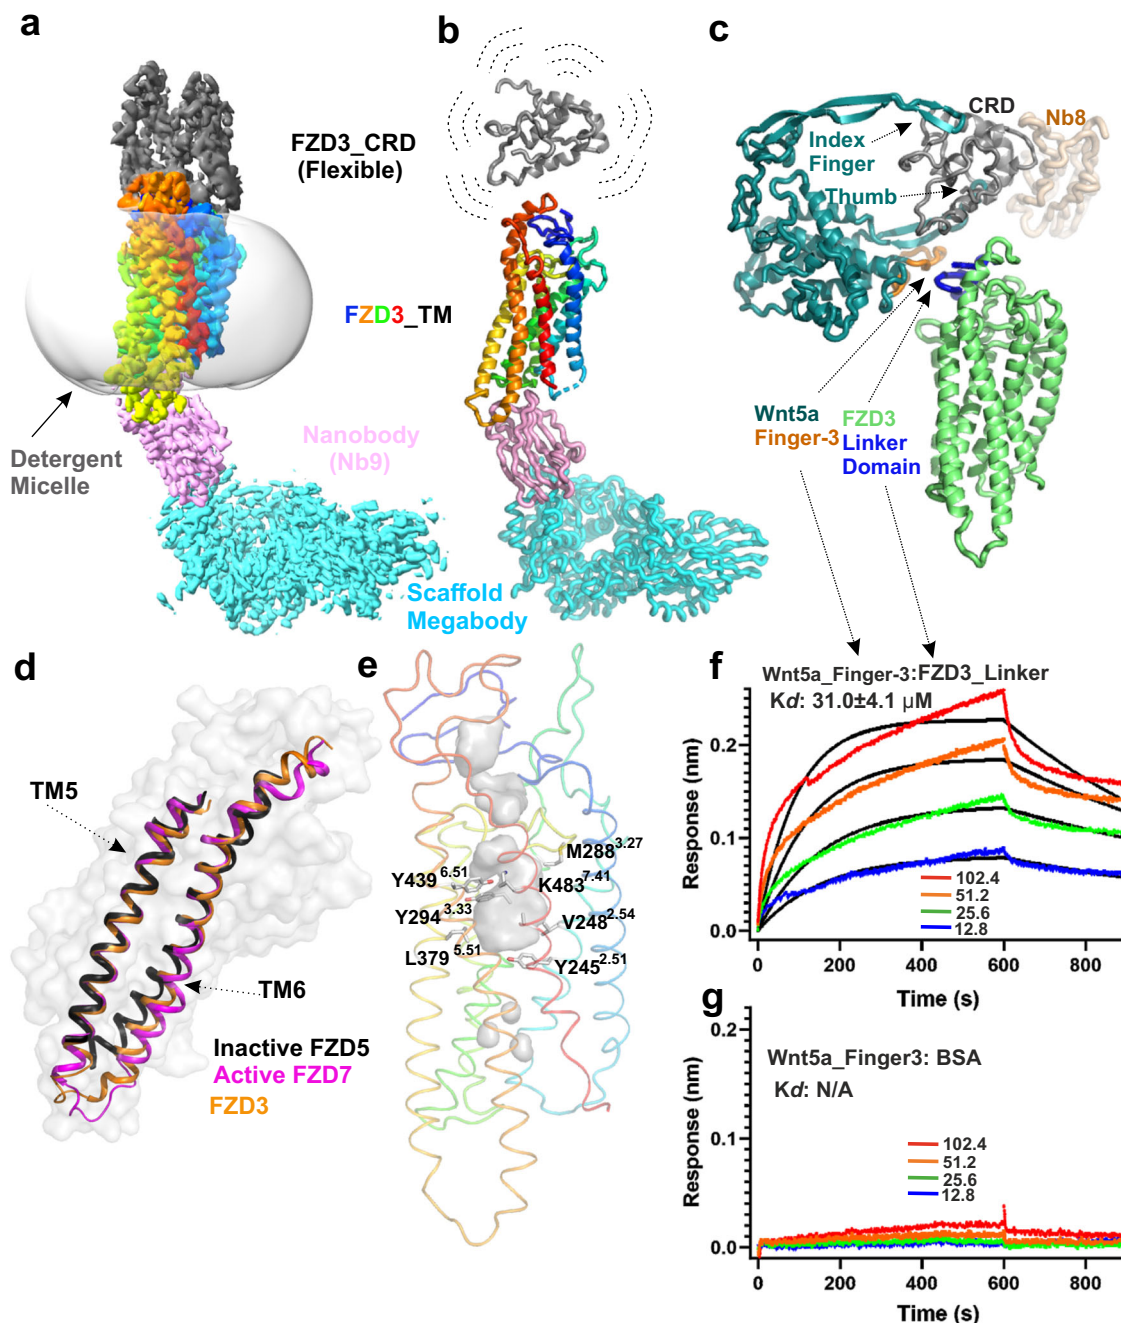 a
b
c
FZD3_CRD
(Flexible)
CRD
Nb8
Index
Finger
Thumb
FZD3_TM
Detergent
Micelle
Nanobody
(Nb9)
Scaffold
Megabody
Wnt5a
Finger-3
FZD3
Linker
Domain
d
TM5
TM6
Inactive FZD5
Active FZD7
FZD3
e
Y439^6.51
Y294^3.33
L379^5.51
M288^3.27
K483^7.41
V248^2.54
Y245^2.51
f
Wnt5a_Finger-3:FZD3_Linker
Kd: 31.0±4.1 µM
Response (nm)
0.2
0.1
0.0
102.4
51.2
25.6
12.8
0 200 400 600 800
Time (s)
g
Wnt5a_Finger3: BSA
Kd: N/A
Response (nm)
0.2
0.1
0.0
102.4
51.2
25.6
12.8
0 200 400 600 800
Time (s)